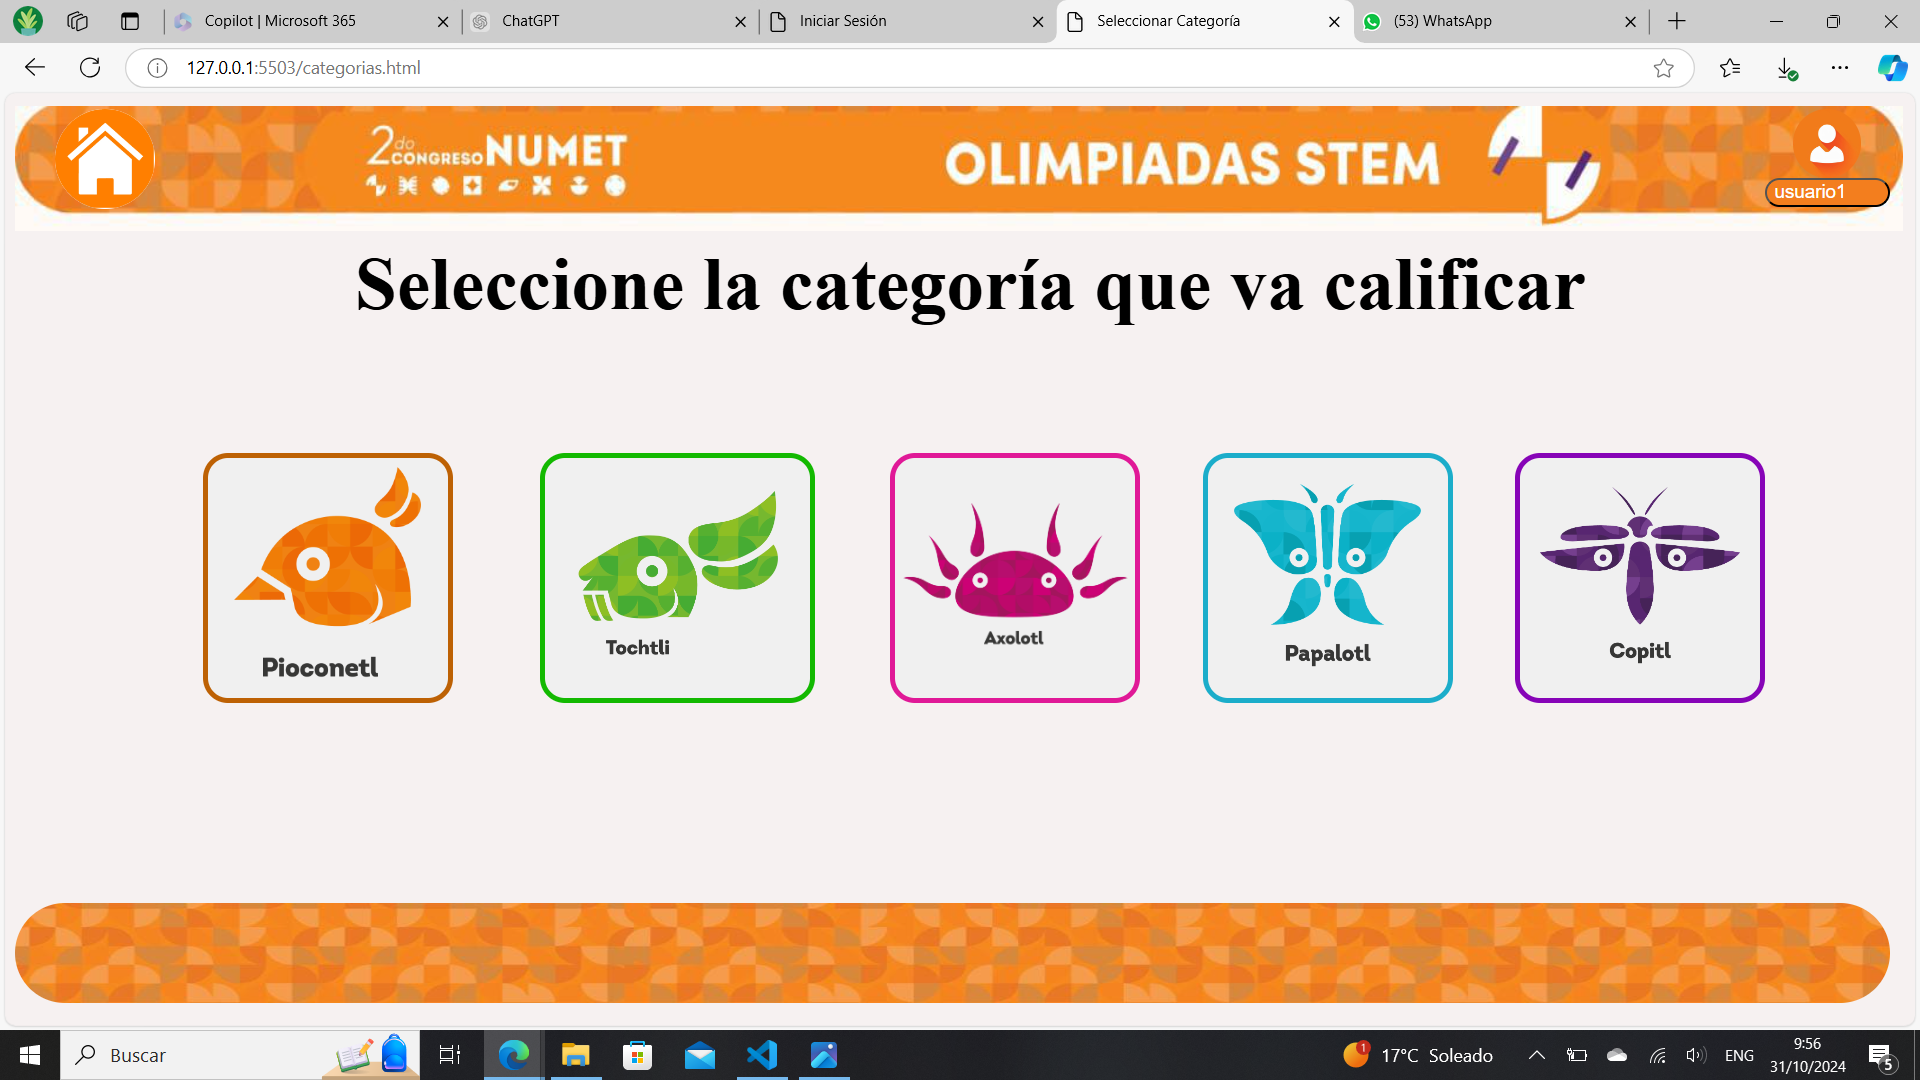 Copilot | Microsoft 365
ChatGPT
Iniciar Sesión
Seleccionar Categoría
(53) WhatsApp
127.0.0.1:5503/categorias.html
2do CONGRESO NUMET
OLIMPIADAS STEM
usuario1
Seleccione la categoría que va calificar
Pioconetl
Tochtli
Axolotl
Papalotl
Copitl
Buscar
1
17°C Soleado
ENG
9:56
31/10/2024
5